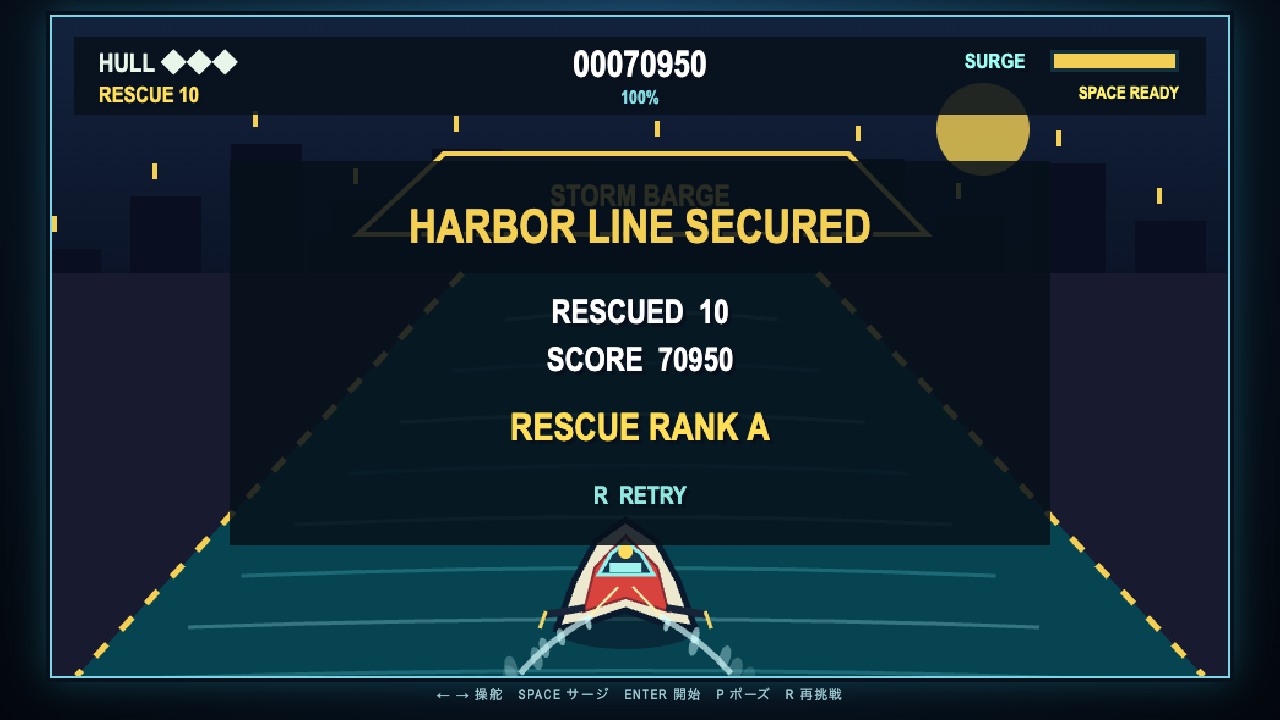 HULL
RESCUE 10
00070950
100%
SURGE
SPACE READY
STORM BARGE
HARBOR LINE SECURED
RESCUED 10
SCORE 70950
RESCUE RANK A
R RETRY
← → 操舵 SPACE サージ ENTER 開始 P ポーズ R 再挑戦